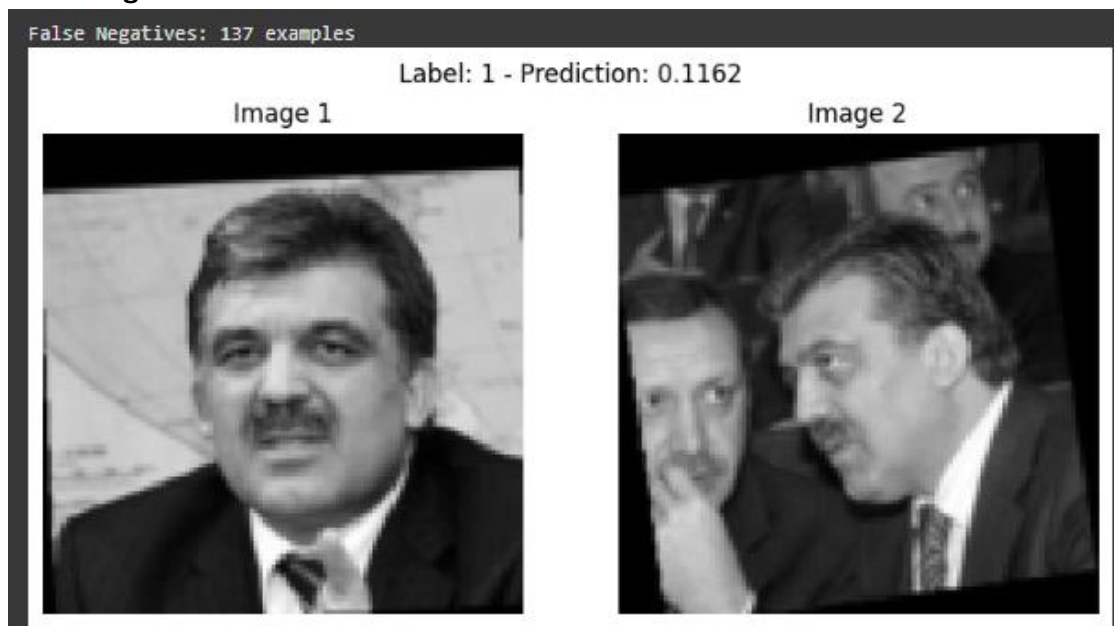 False Negatives: 137 examples
Label: 1 - Prediction: 0.1162
Image 1
Image 2